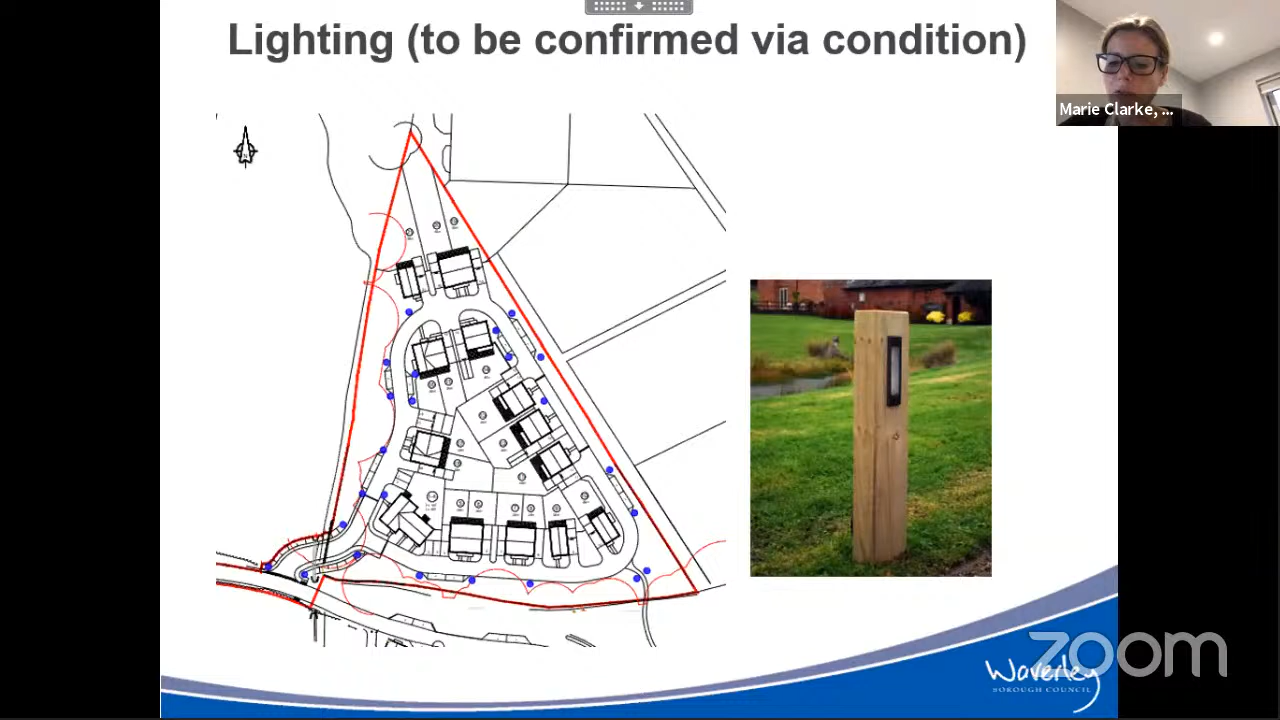 Lighting (to be confirmed via condition)
Marie Clarke, ...
zoom
Waverley
BOROUGH COUNCIL